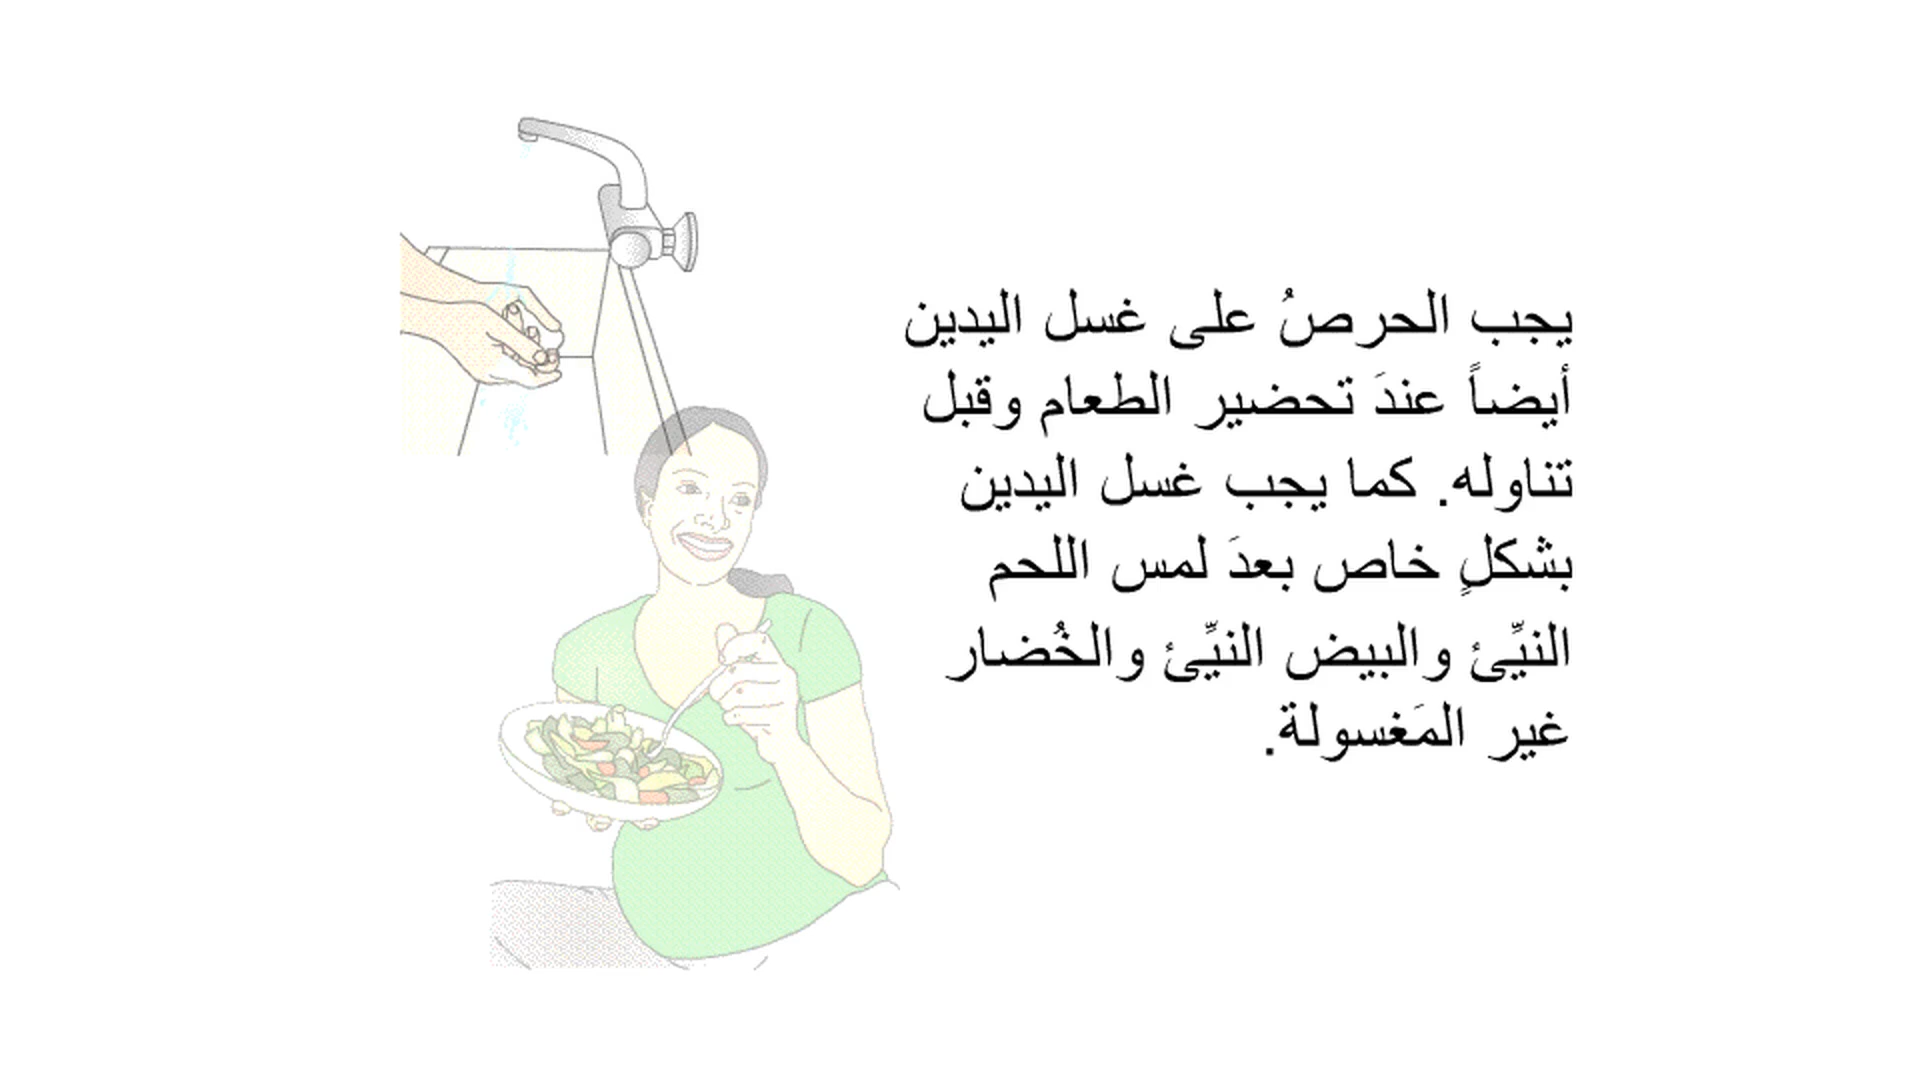 يجب الحرصُ على غسل اليدين
أيضاً عندَ تحضير الطعام وقبل
تناوله. كما يجب غسل اليدين
بشكلٍ خاص بعدَ لمس اللحم
النيِّئ والبيض النيِّئ والخُضار
غير المَغسولة.